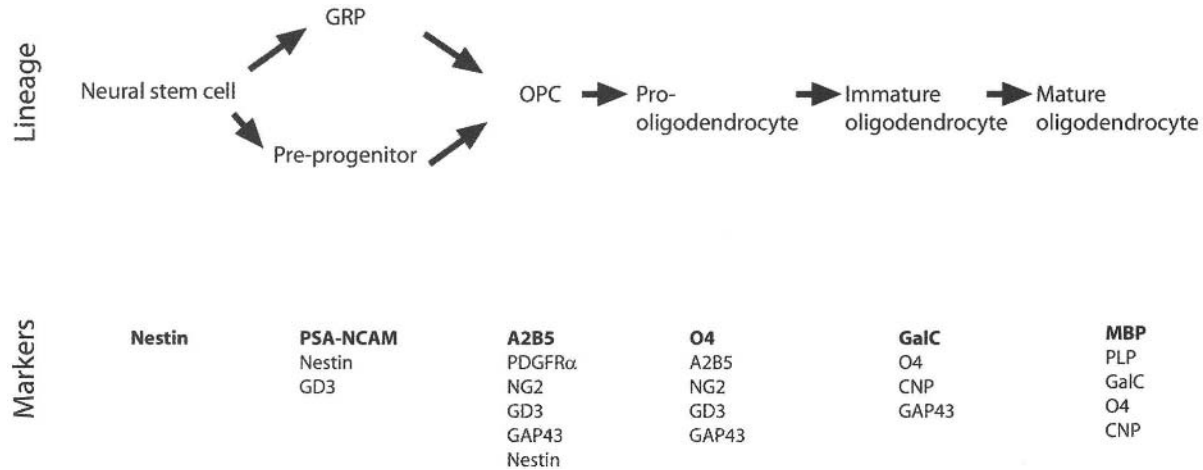 Lineage
GRP
Neural stem cell
Pre-progenitor
OPC
Pro-
oligodendrocyte
Immature
oligodendrocyte
Mature
oligodendrocyte
Markers
Nestin
PSA-NCAM
Nestin
GD3
A2B5
PDGFRα
NG2
GD3
GAP43
Nestin
O4
A2B5
NG2
GD3
GAP43
GalC
O4
CNP
GAP43
MBP
PLP
GalC
O4
CNP